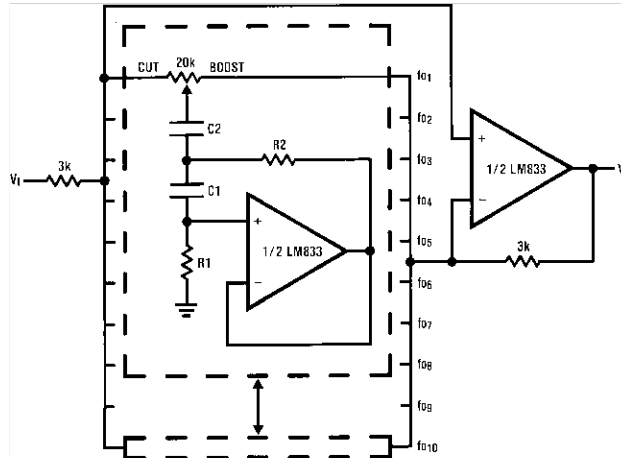 CUT 20k BOOST
fo1
C2
fo2
R2
fo3
C1
fo4
R1
1/2 LM833
fo5
fo6
fo7
fo8
fo9
fo10
VI
3k
+
−
+
−
1/2 LM833
3k
V